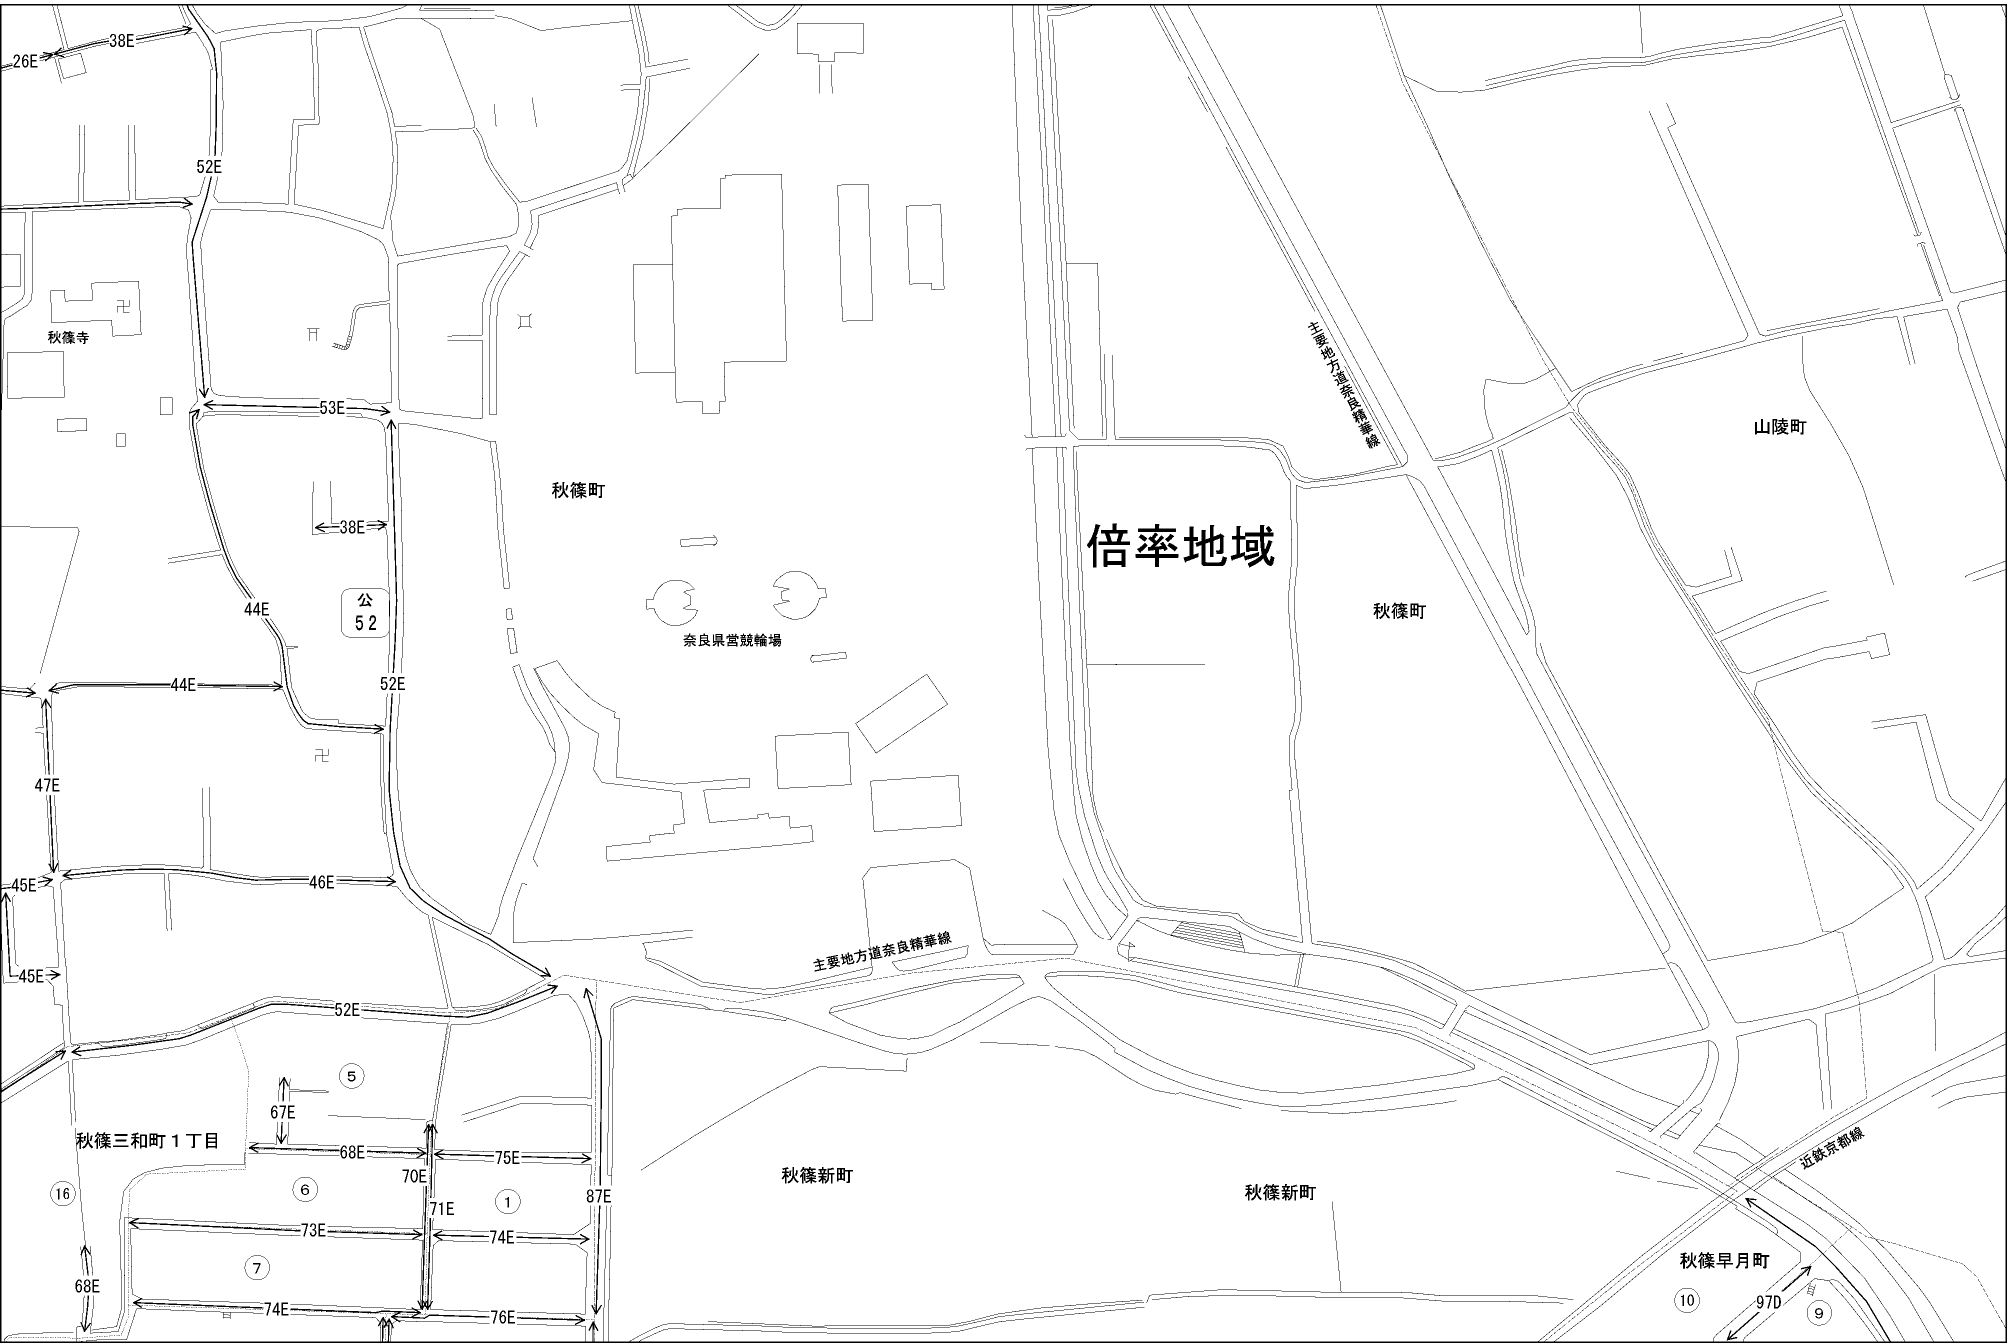 38E
26E
52E
秋篠寺
主要地方道奈良精華線
53E
山陵町
秋篠町
38E
倍率地域
44E
公
52
秋篠町
奈良県営競輪場
44E
52E
47E
45E
46E
主要地方道奈良精華線
45E
52E
⑤
67E
秋篠三和町1丁目
68E
75E
近鉄京都線
70E
秋篠新町
⑯
⑥
71E
①
87E
秋篠新町
73E
74E
秋篠早月町
⑦
68E
74E
76E
⑩
97D
⑨